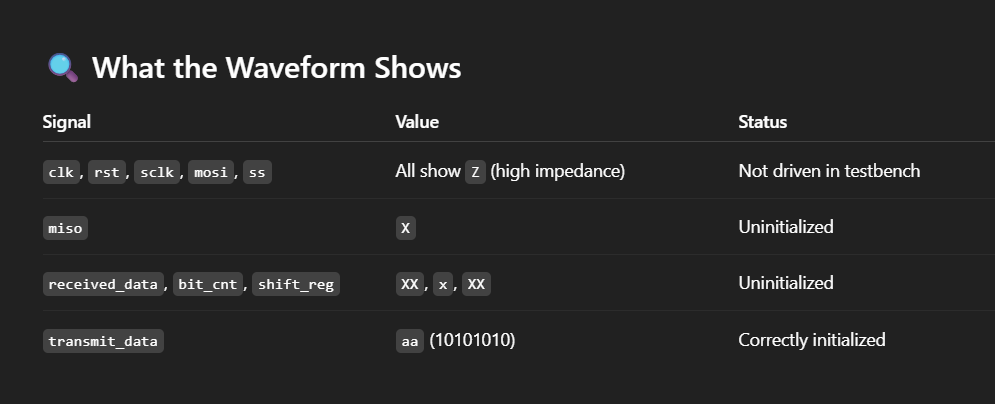 🔍 What the Waveform Shows
Signal Value Status
clk, rst, sclk, mosi, ss All show Z (high impedance) Not driven in testbench
miso X Uninitialized
received_data, bit_cnt, shift_reg XX, x, XX Uninitialized
transmit_data aa (10101010) Correctly initialized